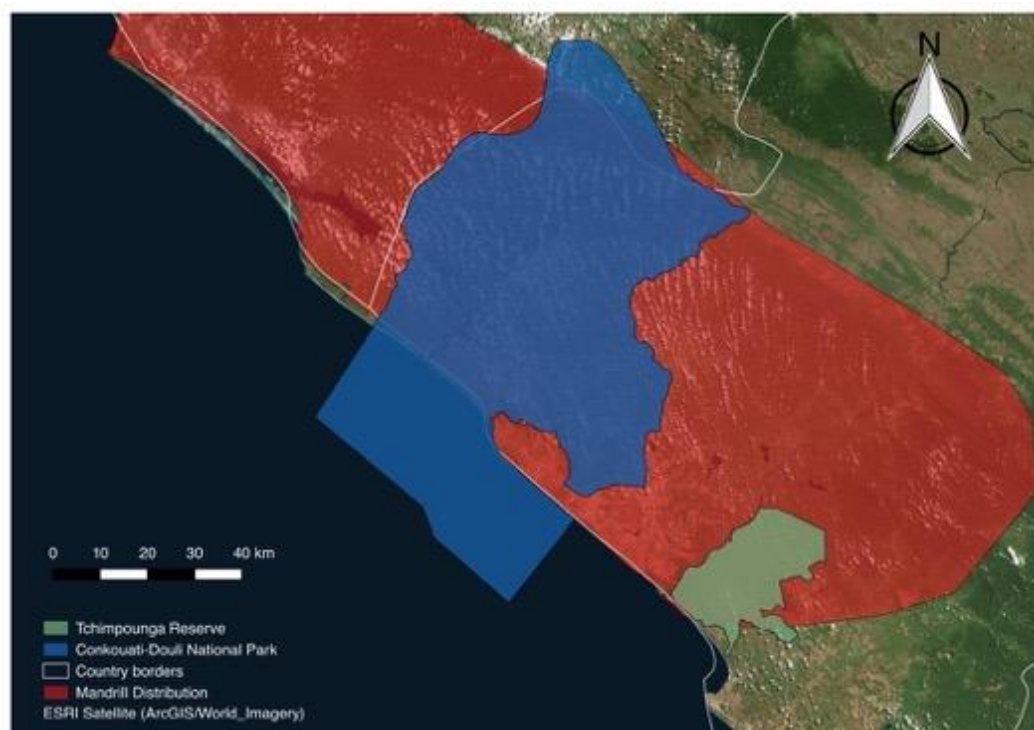 N
0 10 20 30 40 km
Tchimpounga Reserve
Conkouati-Douli National Park
Country borders
Mandrill Distribution
ESRI Satellite (ArcGIS/World_Imagery)